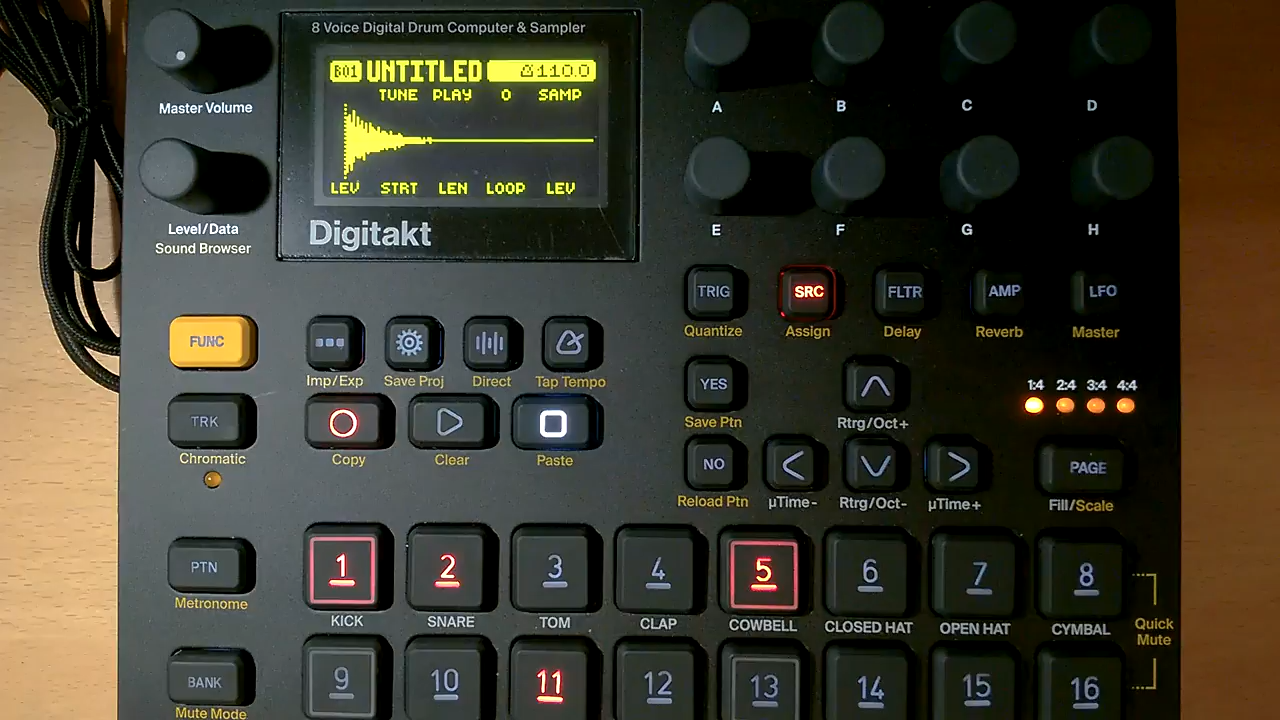 8 Voice Digital Drum Computer & Sampler
B01 UNTITLED 110.0
TUNE PLAY 0 SAMP
LEV STRT LEN LOOP LEV
Digitakt
Master Volume
Level/Data
Sound Browser
A B C D
E F G H
TRIG SRC FLTR AMP LFO
Quantize Assign Delay Reverb Master
FUNC
Imp/Exp Save Proj Direct Tap Tempo
YES
Save Ptn
Rtrg/Oct+
1:4 2:4 3:4 4:4
TRK
Chromatic
Copy Clear Paste
NO
PAGE
Reload Ptn µTime- Rtrg/Oct- µTime+ Fill/Scale
PTN
Metronome
1 2 3 4 5 6 7 8
KICK SNARE TOM CLAP COWBELL CLOSED HAT OPEN HAT CYMBAL
Quick
Mute
BANK
Mute Mode
9 10 11 12 13 14 15 16